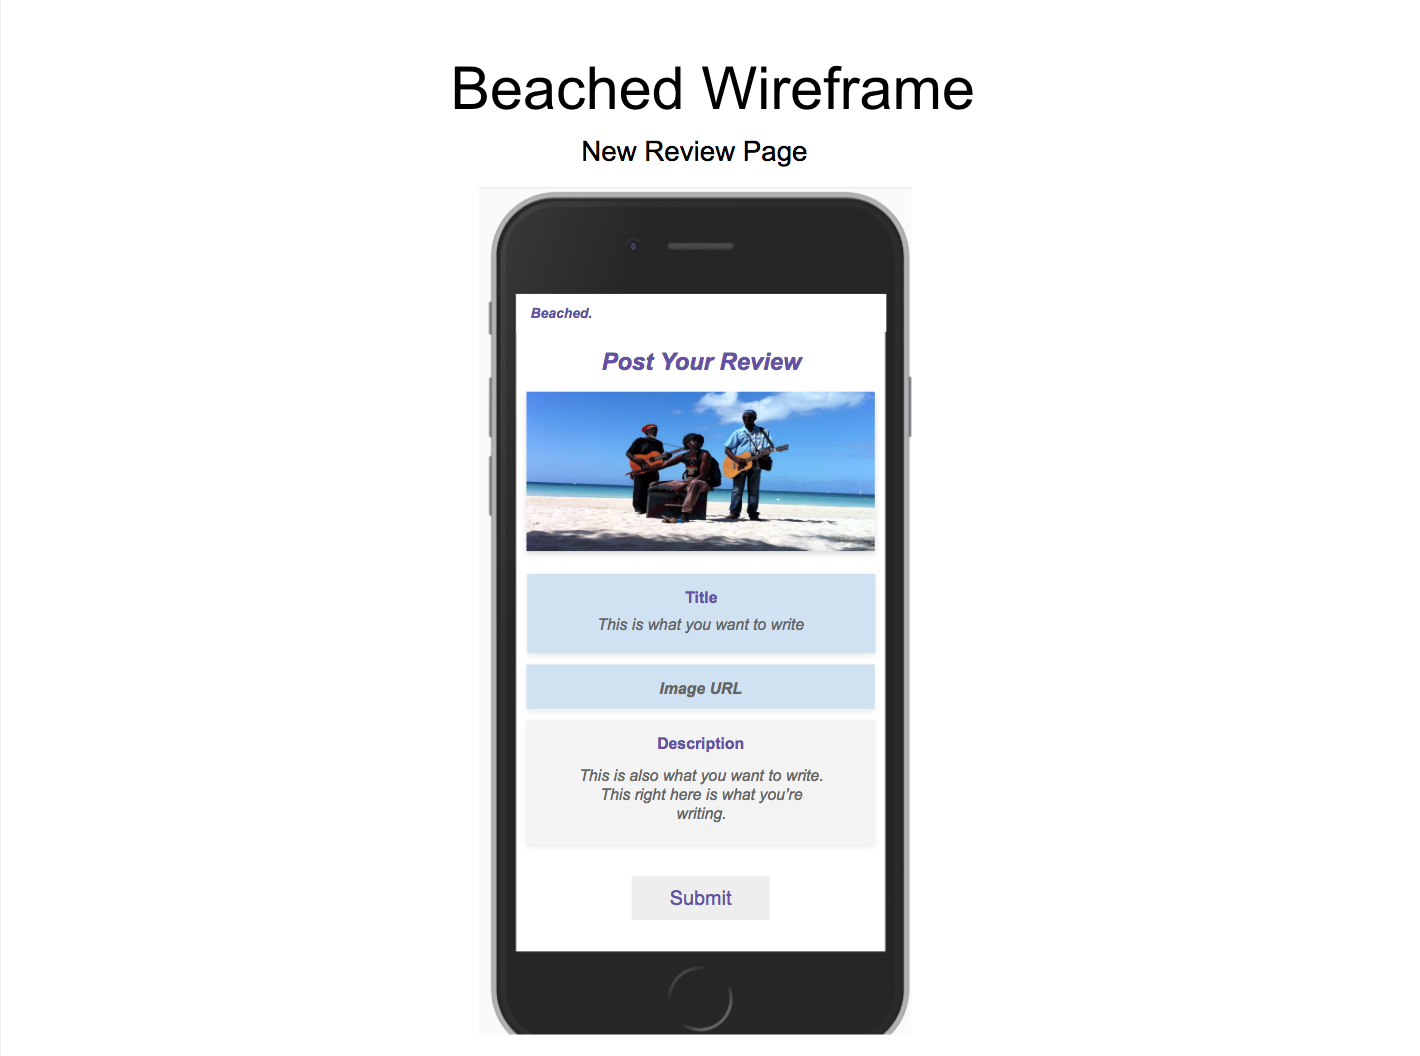 Beached Wireframe
New Review Page
Beached.
Post Your Review
Title
This is what you want to write
Image URL
Description
This is also what you want to write.
This right here is what you're
writing.
Submit